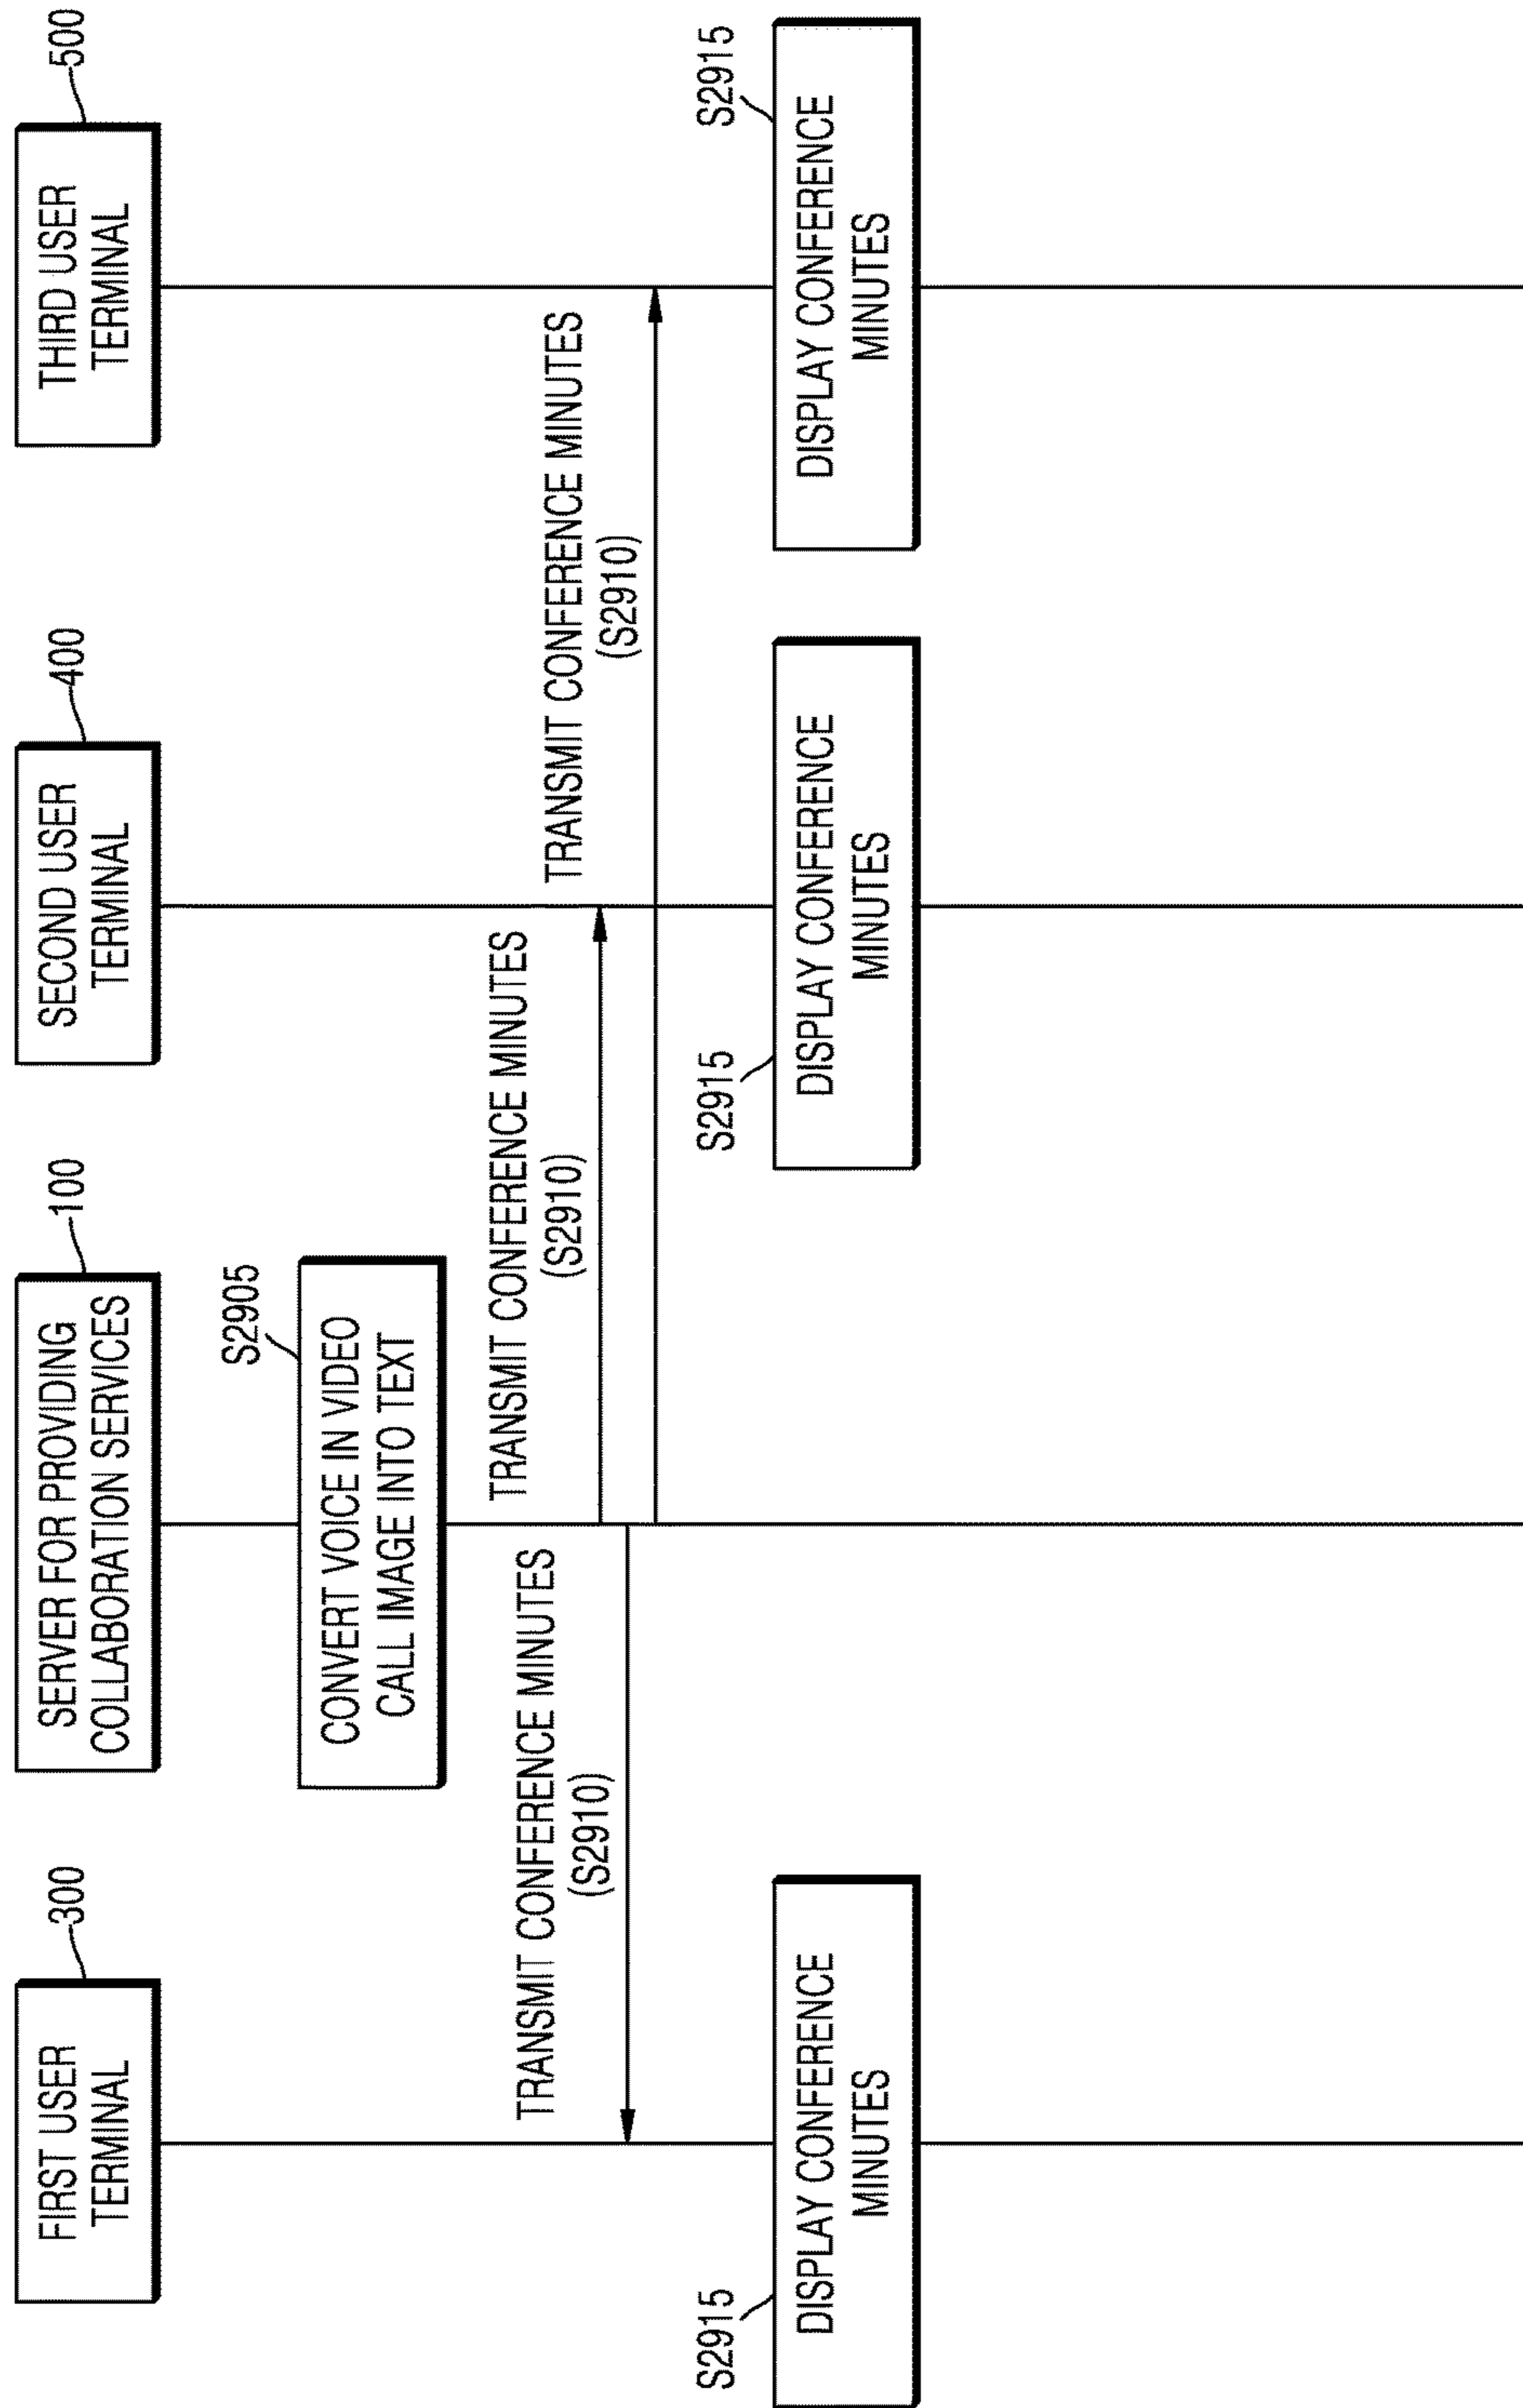 300
FIRST USER
TERMINAL
100
SERVER FOR PROVIDING
COLLABORATION SERVICES
400
SECOND USER
TERMINAL
500
THIRD USER
TERMINAL
S2905
CONVERT VOICE IN VIDEO
CALL IMAGE INTO TEXT
TRANSMIT CONFERENCE MINUTES
(S2910)
TRANSMIT CONFERENCE MINUTES
(S2910)
TRANSMIT CONFERENCE MINUTES
(S2910)
S2915
DISPLAY CONFERENCE
MINUTES
S2915
DISPLAY CONFERENCE
MINUTES
S2915
DISPLAY CONFERENCE
MINUTES